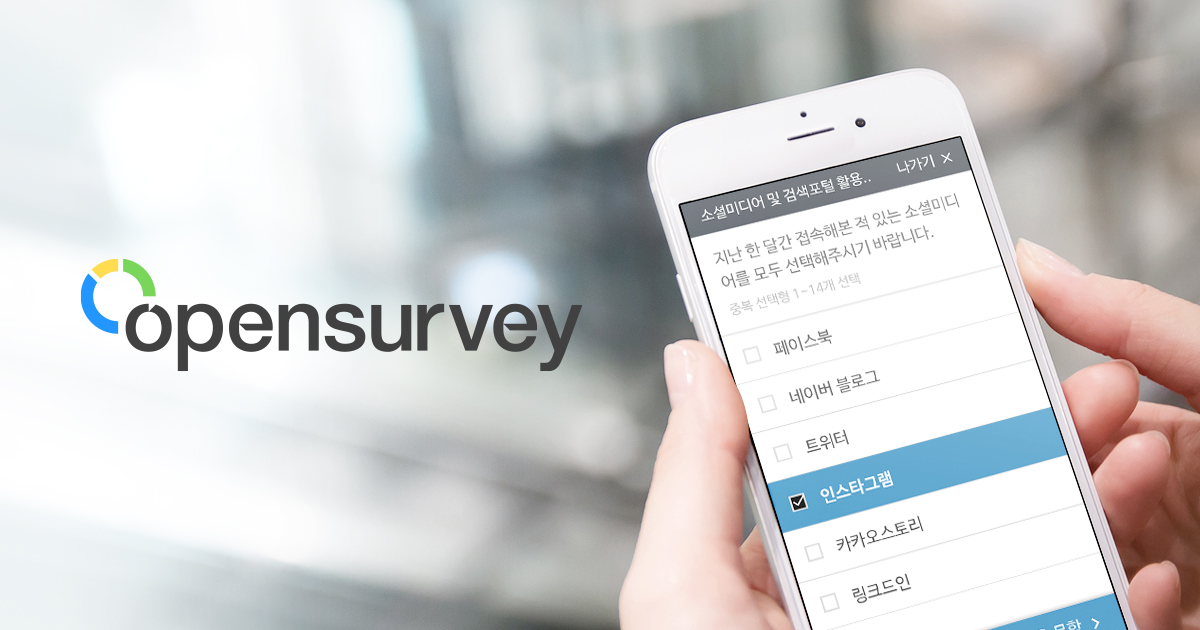 opensurvey
소셜미디어 및 검색포털 활용..
나가기 ×
지난 한 달간 접속해본 적 있는 소셜미디
어를 모두 선택해주시기 바랍니다.
중복 선택형 1~14개 선택
페이스북
네이버 블로그
트위터
인스타그램
카카오스토리
링크드인